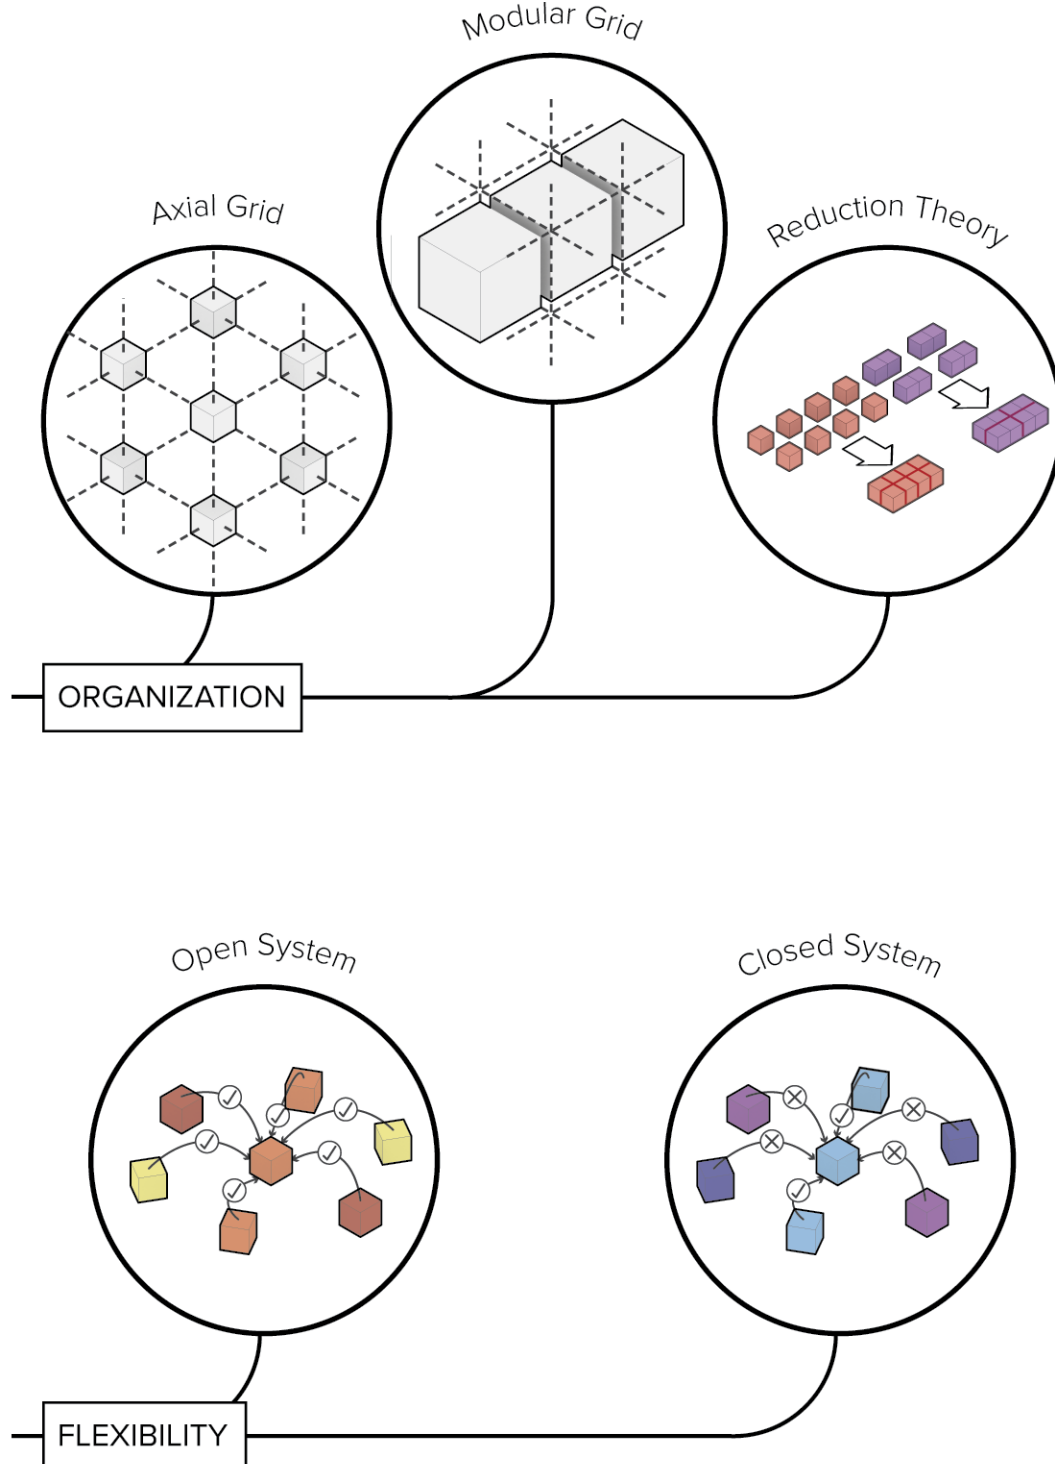 Modular Grid
Axial Grid
Reduction Theory
ORGANIZATION
Open System
Closed System
FLEXIBILITY